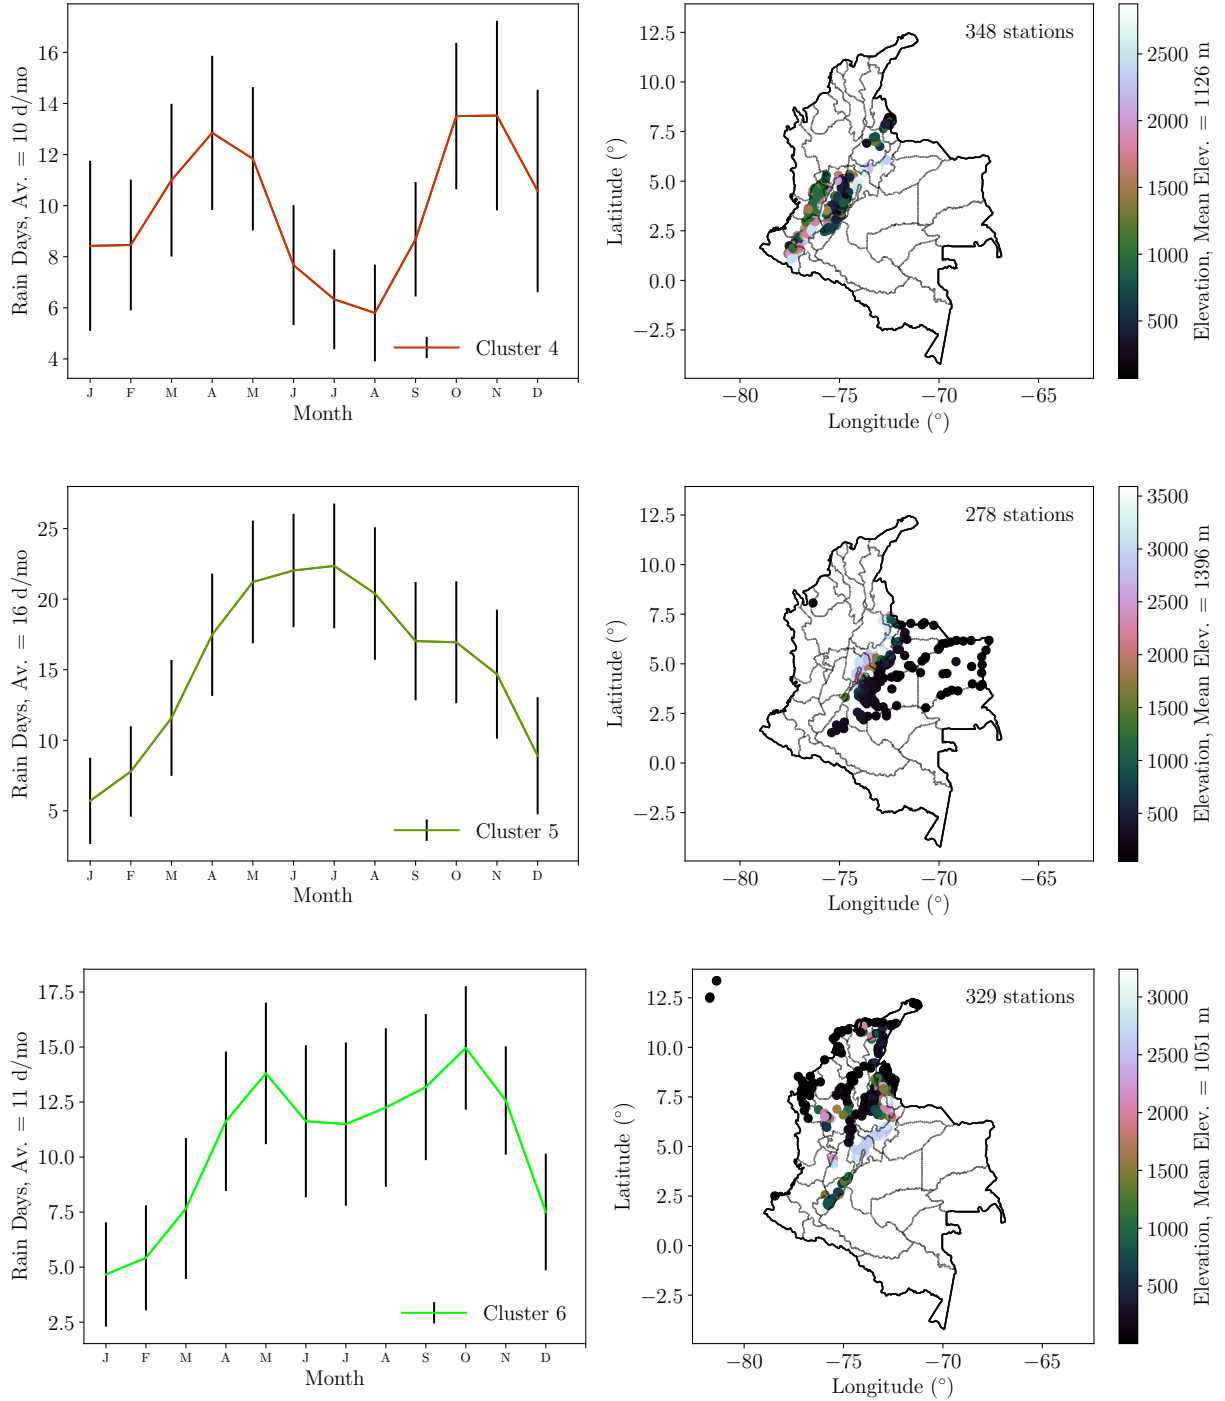 Rain Days, Av. = 10 d/mo
16
14
12
10
8
6
4
J F M A M J J A S O N D
Month
Cluster 4
348 stations
Latitude (°)
12.5
10.0
7.5
5.0
2.5
0.0
−2.5
−80 −75 −70 −65
Longitude (°)
2500
2000
1500
1000
500
Elevation, Mean Elev. = 1126 m
Rain Days, Av. = 16 d/mo
25
20
15
10
5
J F M A M J J A S O N D
Month
Cluster 5
278 stations
Latitude (°)
12.5
10.0
7.5
5.0
2.5
0.0
−2.5
−80 −75 −70 −65
Longitude (°)
3500
3000
2500
2000
1500
1000
500
Elevation, Mean Elev. = 1396 m
Rain Days, Av. = 11 d/mo
17.5
15.0
12.5
10.0
7.5
5.0
2.5
J F M A M J J A S O N D
Month
Cluster 6
329 stations
Latitude (°)
12.5
10.0
7.5
5.0
2.5
0.0
−2.5
−80 −75 −70 −65
Longitude (°)
3000
2500
2000
1500
1000
500
Elevation, Mean Elev. = 1051 m